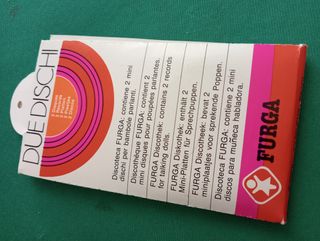 DUE DISCHI
Discoteca FURGA: contiene 2 mini
dischi per bambole parlanti.
Discothèque FURGA: contient 2
mini disques pour poupées parlantes.
FURGA Discothek: contains 2 records
for talking dolls.
FURGA Diskothek: enthält 2
Mini-Platten für Sprechpuppen.
FURGA Discotheek: bevat 2
miniplaatjes voor sprekende Poppen.
Discoteca FURGA: contiene 2 mini
discos para muñeca habladora.
FURGA